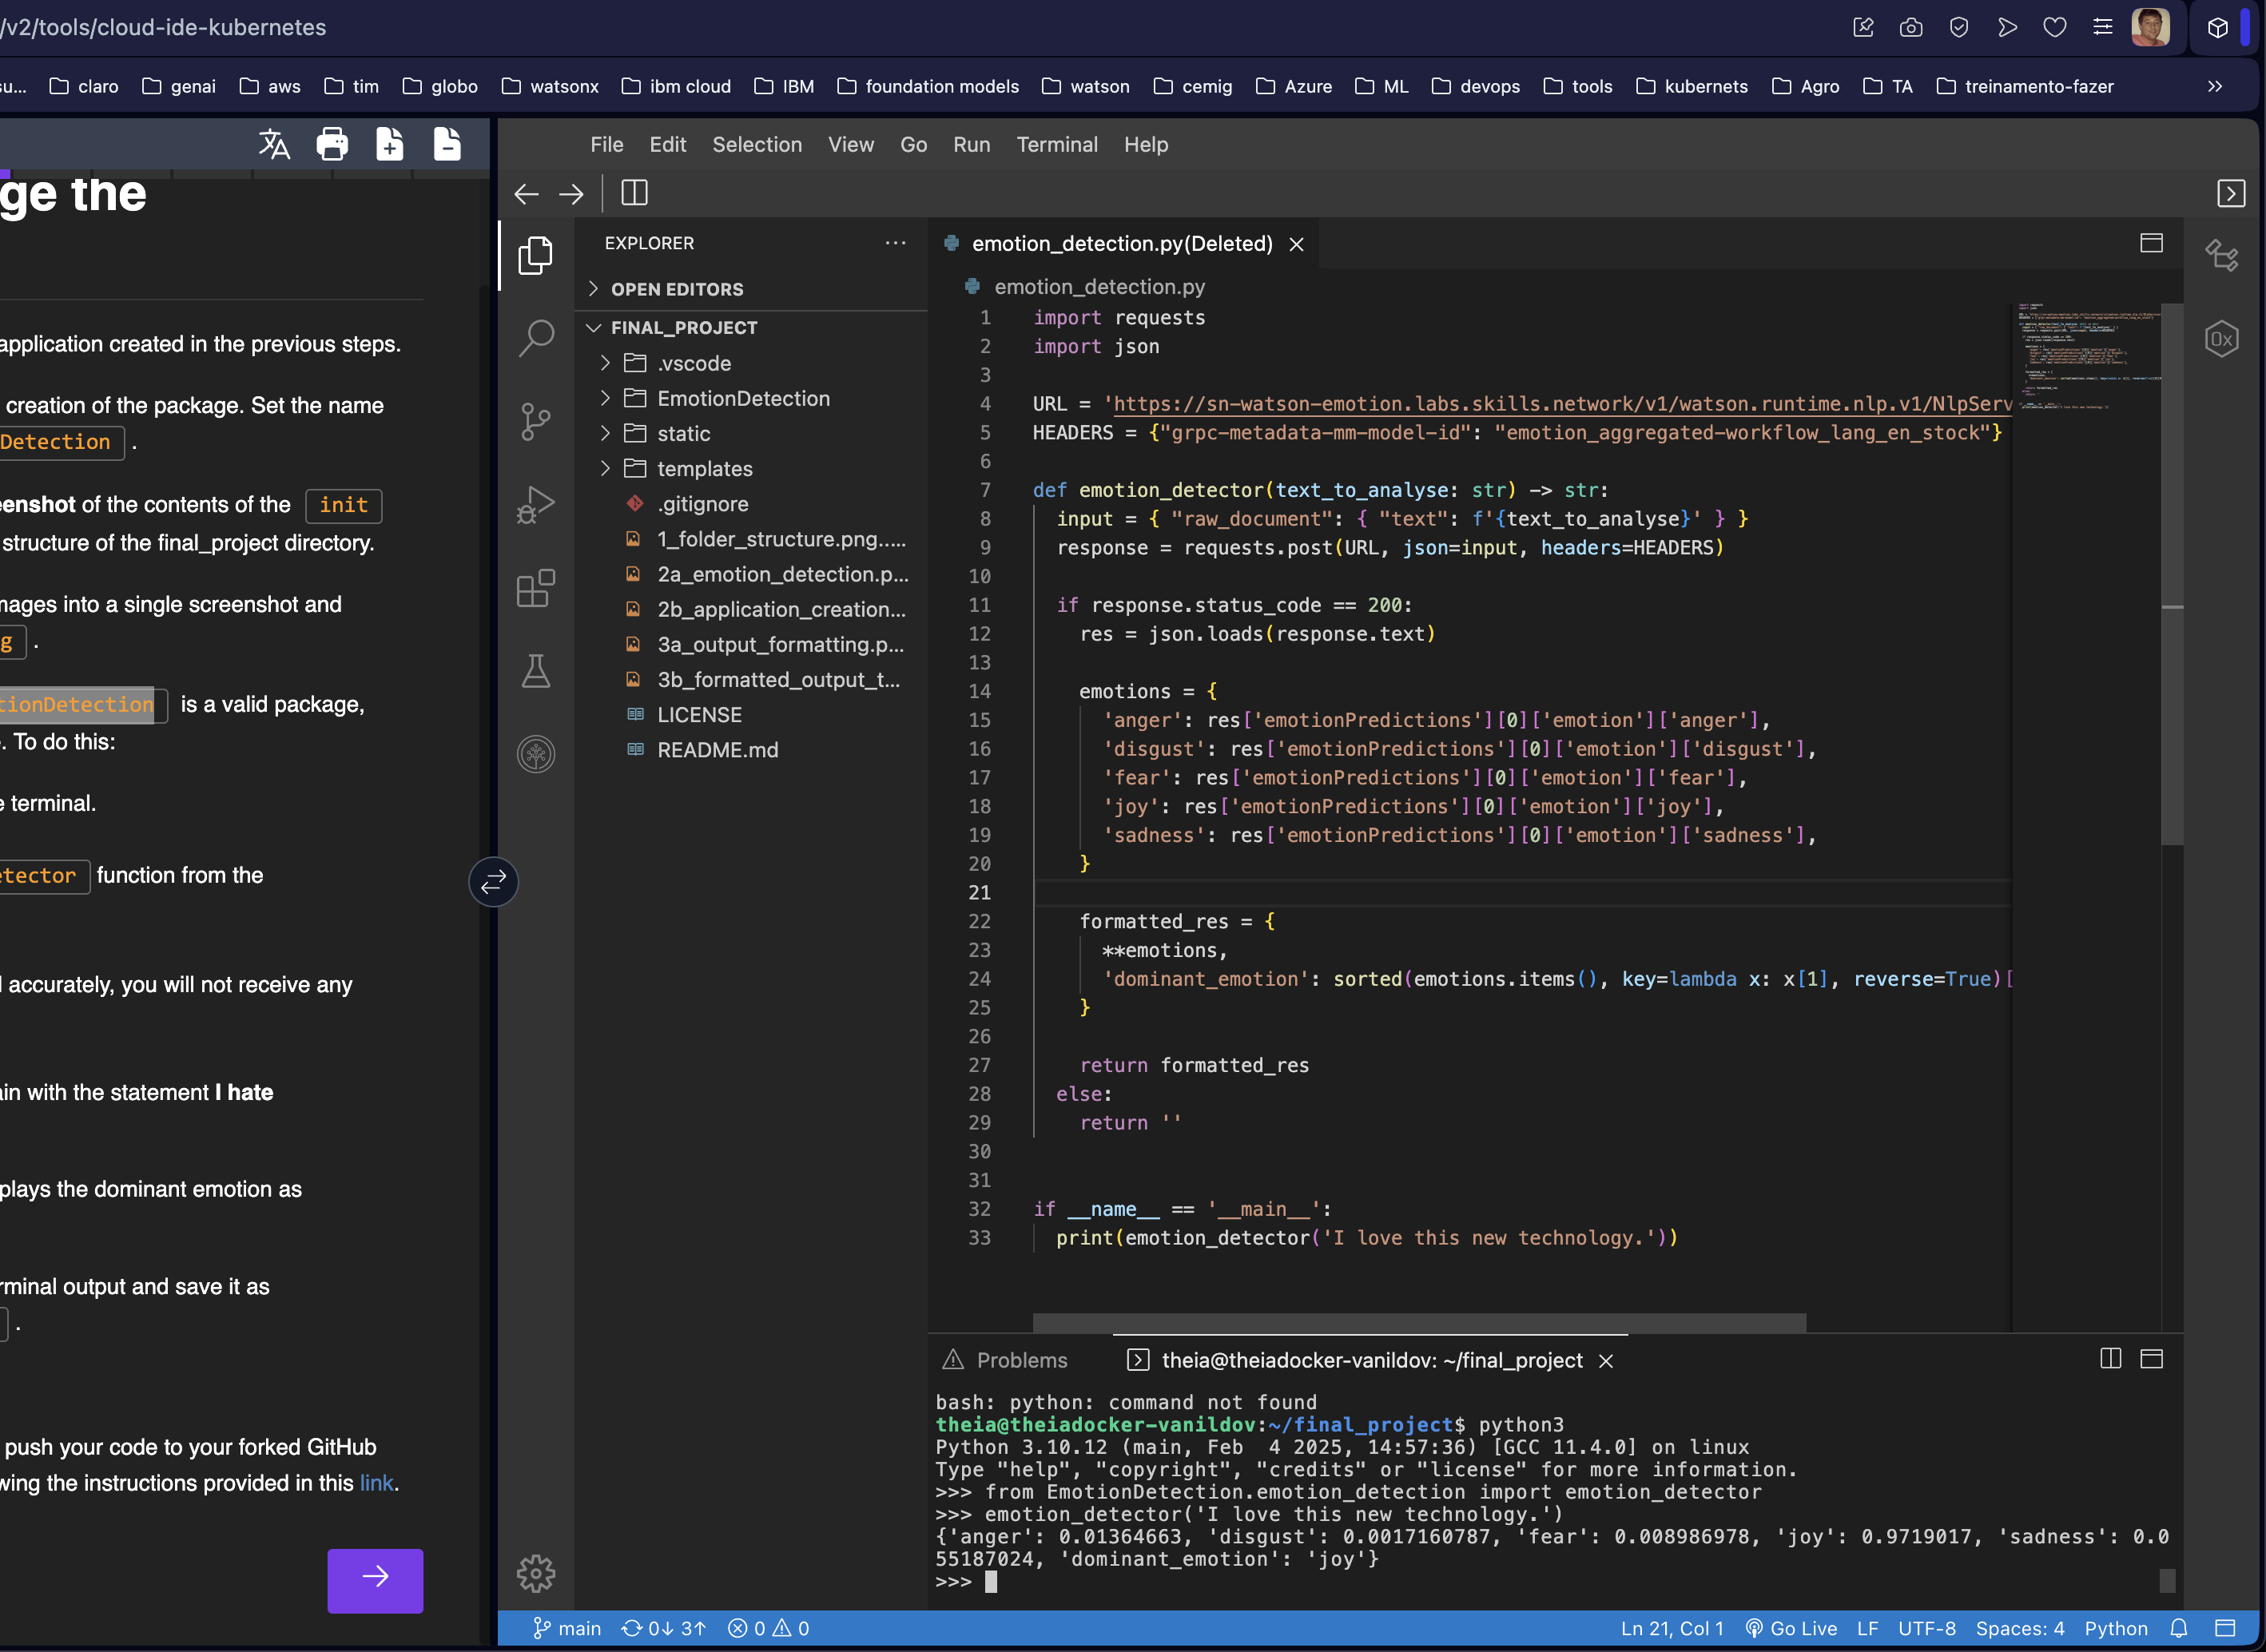 /v2/tools/cloud-ide-kubernetes
su... claro genai aws tim globo watsonx ibm cloud IBM foundation models watson cemig Azure ML devops tools kubernets Agro TA treinamento-fazer
ge the
application created in the previous steps.
creation of the package. Set the name
Detection .
enshot of the contents of the init
structure of the final_project directory.
mages into a single screenshot and
g .
tionDetection is a valid package,
. To do this:
e terminal.
etector function from the
l accurately, you will not receive any
ain with the statement I hate
plays the dominant emotion as
rminal output and save it as
.
push your code to your forked GitHub
wing the instructions provided in this link.
File Edit Selection View Go Run Terminal Help
EXPLORER
OPEN EDITORS
FINAL_PROJECT
.vscode
EmotionDetection
static
templates
.gitignore
1_folder_structure.png.…
2a_emotion_detection.p...
2b_application_creation...
3a_output_formatting.p...
3b_formatted_output_t...
LICENSE
README.md
emotion_detection.py(Deleted)
emotion_detection.py
1 import requests
2 import json
3
4 URL = 'https://sn-watson-emotion.labs.skills.network/v1/watson.runtime.nlp.v1/NlpServ
5 HEADERS = {"grpc-metadata-mm-model-id": "emotion_aggregated-workflow_lang_en_stock"}
6
7 def emotion_detector(text_to_analyse: str) -> str:
8 input = { "raw_document": { "text": f'{text_to_analyse}' } }
9 response = requests.post(URL, json=input, headers=HEADERS)
10
11 if response.status_code == 200:
12 res = json.loads(response.text)
13
14 emotions = {
15 'anger': res['emotionPredictions'][0]['emotion']['anger'],
16 'disgust': res['emotionPredictions'][0]['emotion']['disgust'],
17 'fear': res['emotionPredictions'][0]['emotion']['fear'],
18 'joy': res['emotionPredictions'][0]['emotion']['joy'],
19 'sadness': res['emotionPredictions'][0]['emotion']['sadness'],
20 }
21
22 formatted_res = {
23 **emotions,
24 'dominant_emotion': sorted(emotions.items(), key=lambda x: x[1], reverse=True)[
25 }
26
27 return formatted_res
28 else:
29 return ''
30
31
32 if __name__ == '__main__':
33 print(emotion_detector('I love this new technology.'))
Problems theia@theiadocker-vanildov: ~/final_project
bash: python: command not found
theia@theiadocker-vanildov:~/final_project$ python3
Python 3.10.12 (main, Feb  4 2025, 14:57:36) [GCC 11.4.0] on linux
Type "help", "copyright", "credits" or "license" for more information.
>>> from EmotionDetection.emotion_detection import emotion_detector
>>> emotion_detector('I love this new technology.')
{'anger': 0.01364663, 'disgust': 0.0017160787, 'fear': 0.008986978, 'joy': 0.9719017, 'sadness': 0.0
55187024, 'dominant_emotion': 'joy'}
>>>
main 0↓ 3↑ 0 0 Ln 21, Col 1 Go Live LF UTF-8 Spaces: 4 Python